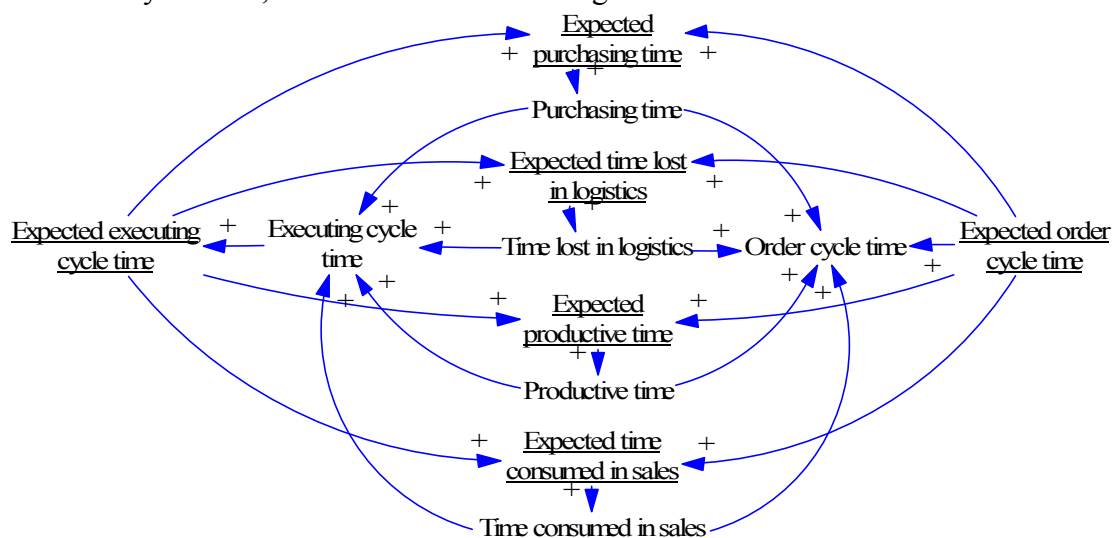 Expected
purchasing time
+
+
+
Purchasing time
Expected time lost
in logistics
+
+
+
+
+
Expected executing
cycle time
+
Executing cycle
time
+
Time lost in logistics
+
Order cycle time
Expected order
cycle time
+
+
+
+
+
Expected
productive time
+
+
+
Productive time
Expected time
consumed in sales
+
+
+
Time consumed in sales